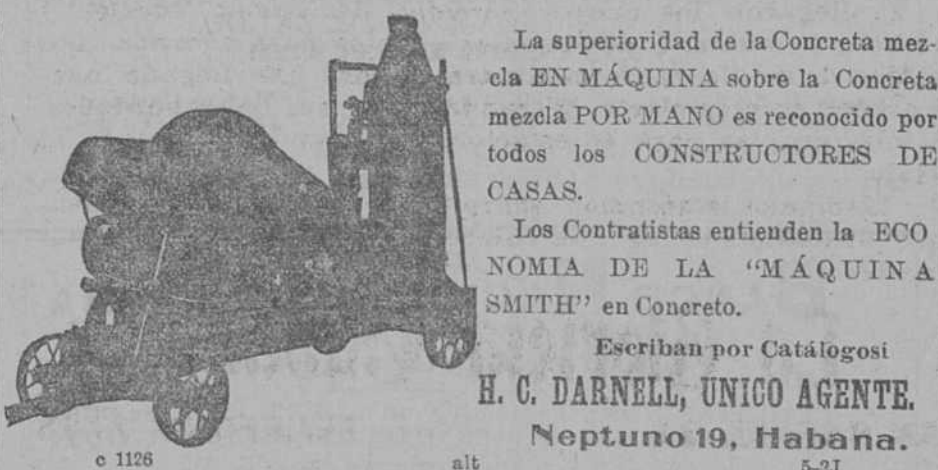 La superioridad de la Concreta mez-
cla EN MÁQUINA sobre la Concreta
mezcla POR MANO es reconocido por
todos los CONSTRUCTORES DE
CASAS.
Los Contratistas entienden la ECO
NOMIA DE LA "MÁQUINA
SMITH" en Concreto.
Escriban por Catálogosi
H. C. DARNELL, UNICO AGENTE.
Neptuno 19, Habana.
c 1126 alt 5-2J